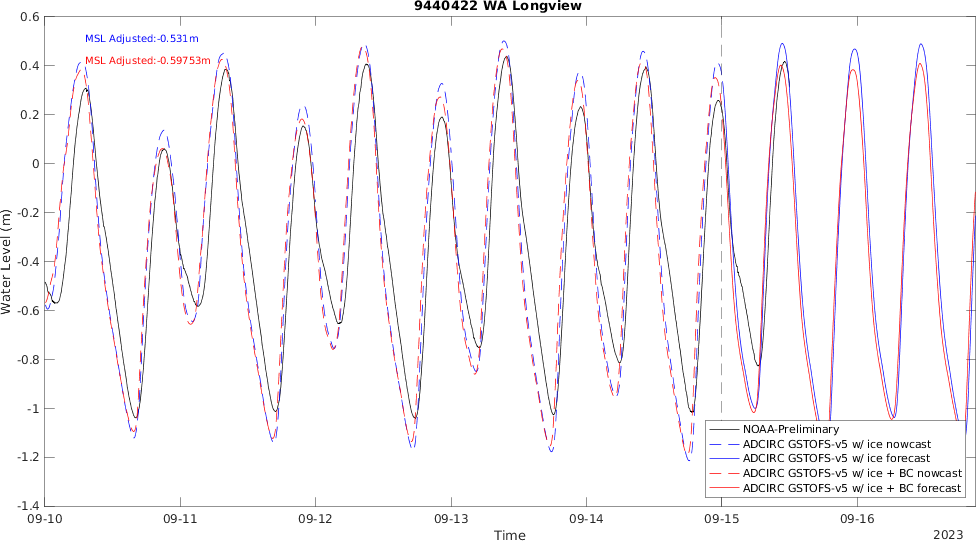 9440422 WA Longview
MSL Adjusted:-0.531m
MSL Adjusted:-0.59753m
Water Level (m)
0.6
0.4
0.2
0
-0.2
-0.4
-0.6
-0.8
-1
-1.2
-1.4
NOAA-Preliminary
ADCIRC GSTOFS-v5 w/ ice nowcast
ADCIRC GSTOFS-v5 w/ ice forecast
ADCIRC GSTOFS-v5 w/ ice + BC nowcast
ADCIRC GSTOFS-v5 w/ ice + BC forecast
09-10 09-11 09-12 09-13 09-14 09-15 09-16
Time
2023